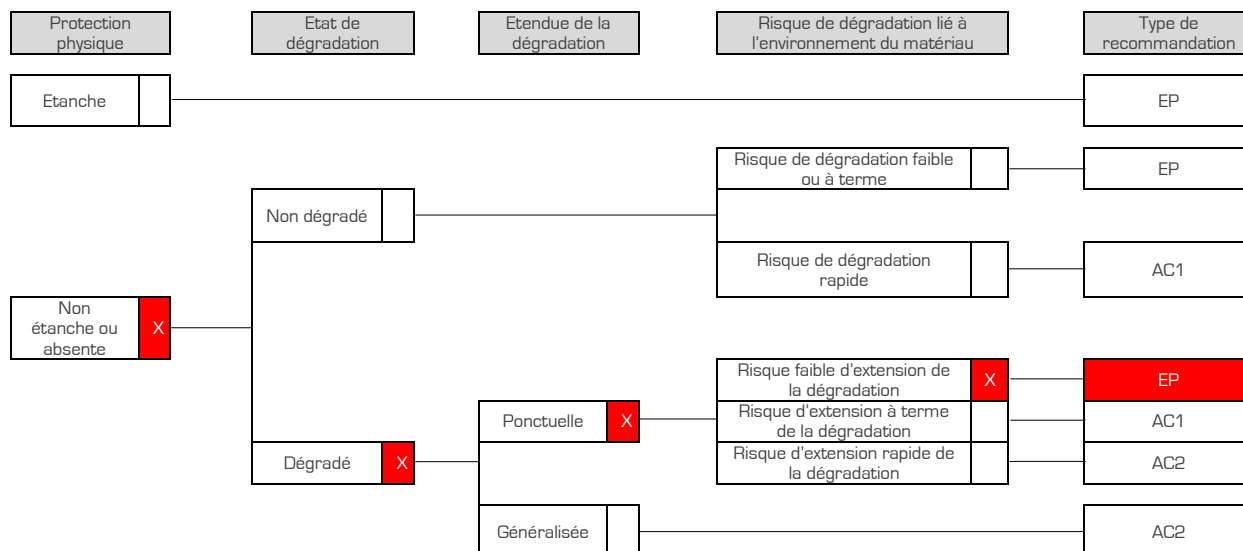 Protection
physique
Etat de
dégradation
Etendue de la
dégradation
Risque de dégradation lié à
l'environnement du matériau
Type de
recommandation
Etanche
EP
Risque de dégradation faible
ou à terme
EP
Non dégradé
Risque de dégradation
rapide
AC1
Non
étanche ou
absente
X
Risque faible d'extension de
la dégradation
X
EP
Ponctuelle
X
Risque d'extension à terme
de la dégradation
AC1
Dégradé
X
Risque d'extension rapide de
la dégradation
AC2
Généralisée
AC2